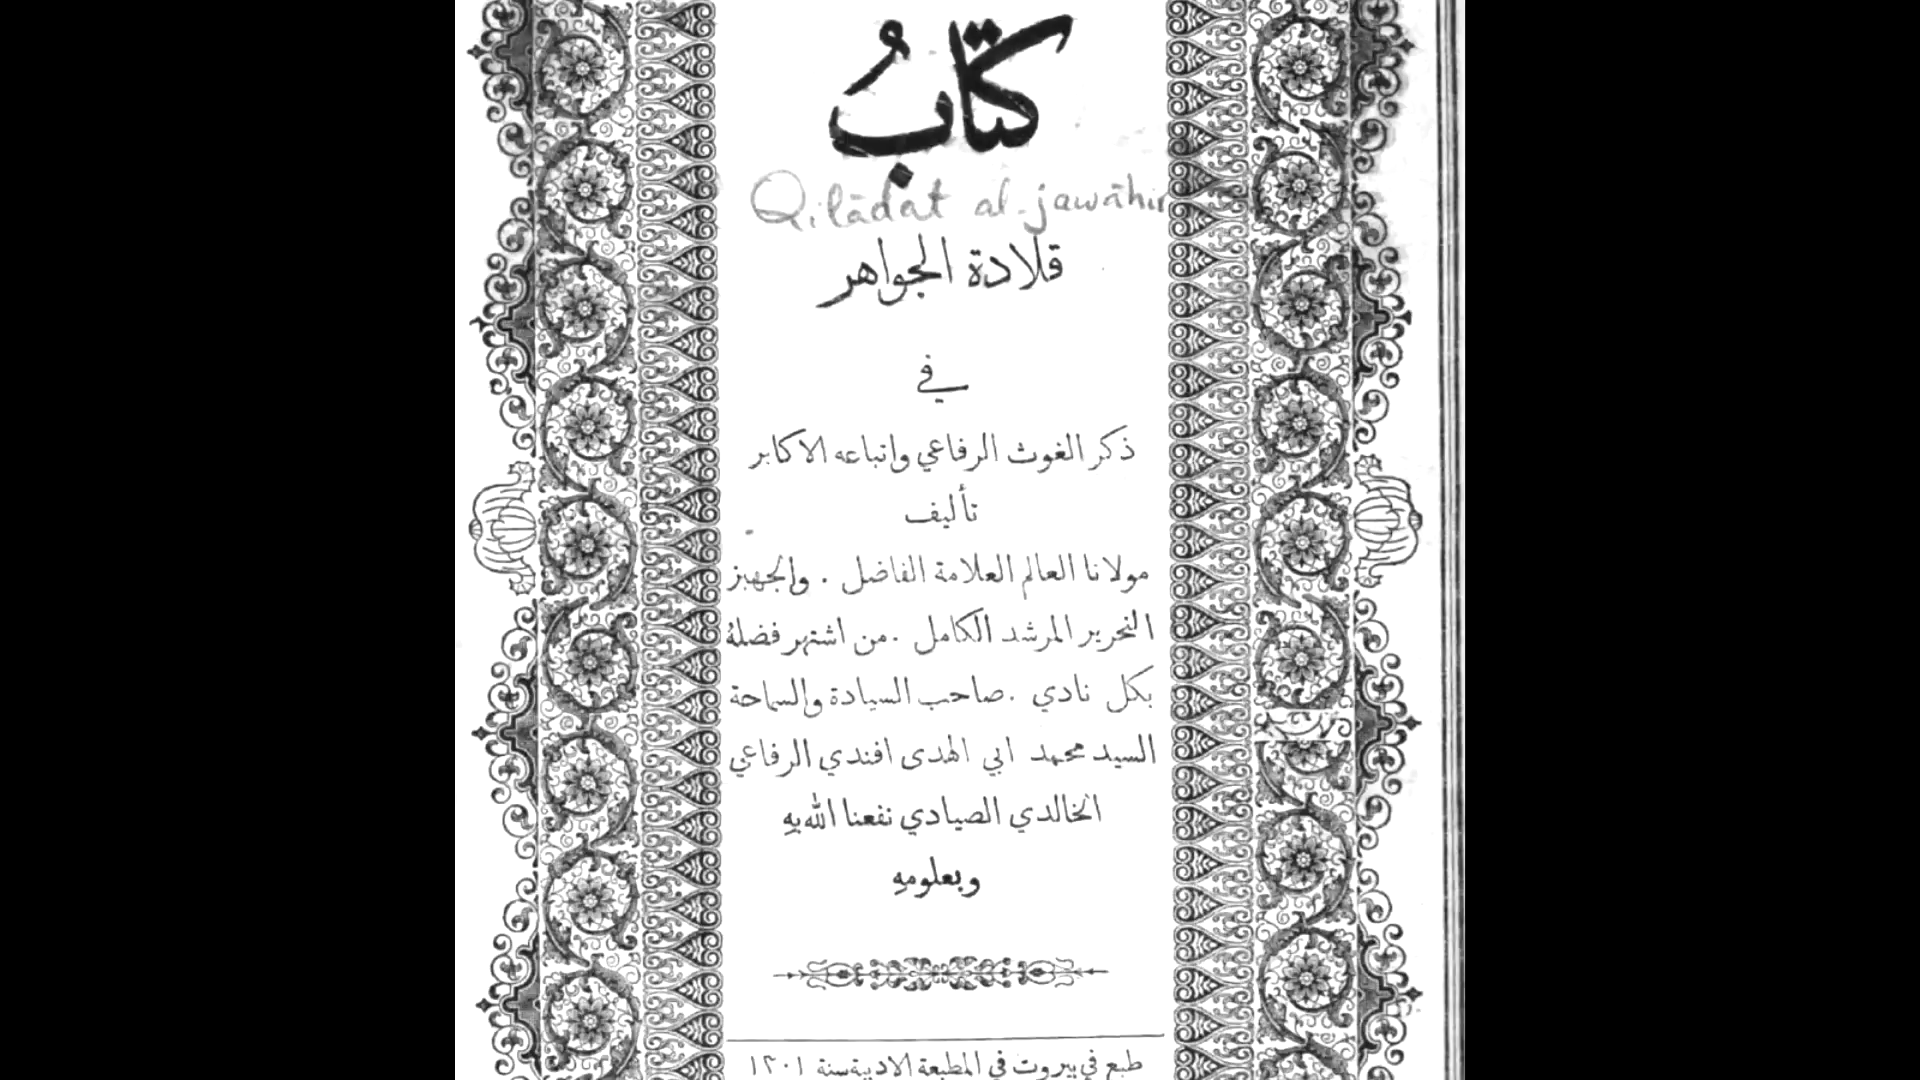 كتابُ
Qilādat al-jawāhir
قلادة الجواهر
في
ذكر الغوث الرفاعي واتباعه الاكابر
تأليف
مولانا العالم العلامة الفاضل . والجهبز
النحرير المرشد الكامل . من اشتهر فضلهُ
بكل نادي . صاحب السيادة والسماحة
السيد محمد ابي الهدى افندي الرفاعي
الخالدي الصيادي نفعنا الله بهِ
وبعلومهِ
طبع في بيروت في المطبعة الادبية سنة ١٣٠١